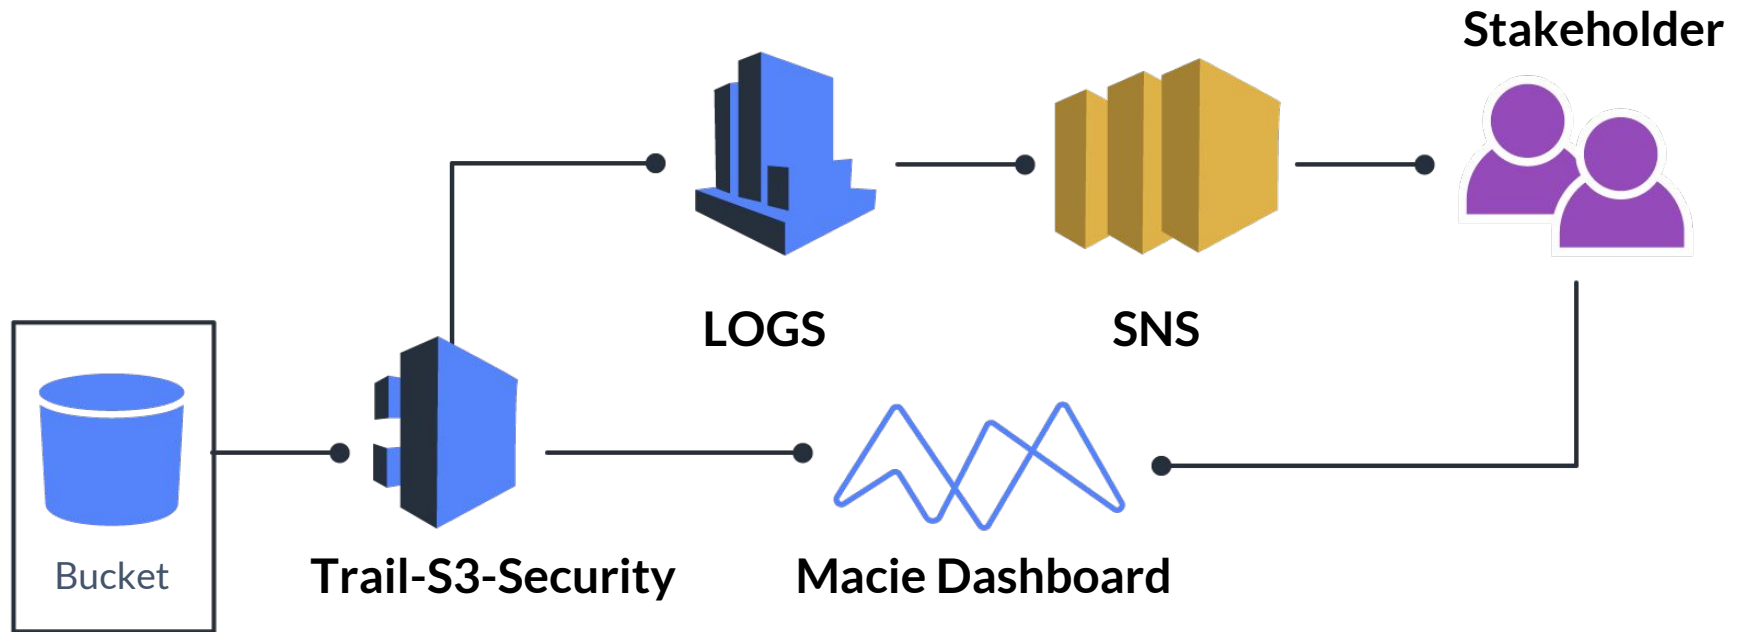 Stakeholder
LOGS
SNS
Bucket
Trail-S3-Security
Macie Dashboard